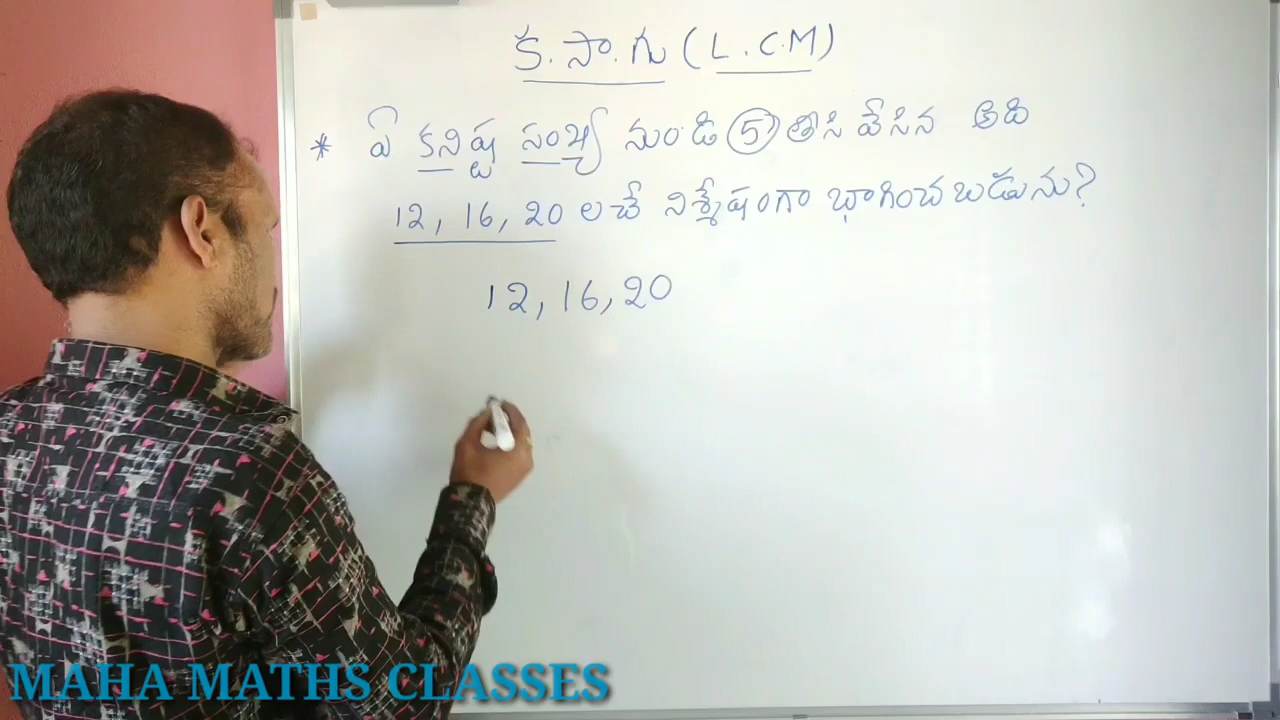 క.సా.గు (L.C.M)
* ఏ కనిష్ట సంఖ్య నుండి 5 తీసి వేసిన అది
12, 16, 20 లచే నిశ్శేషంగా భాగించబడును?
12, 16, 20
MAHA MATHS CLASSES